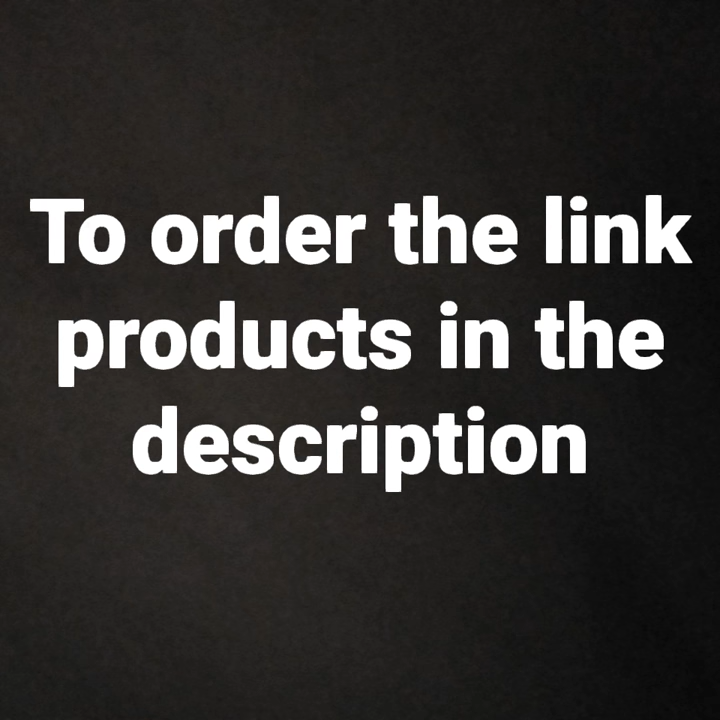 To order the link
products in the
description